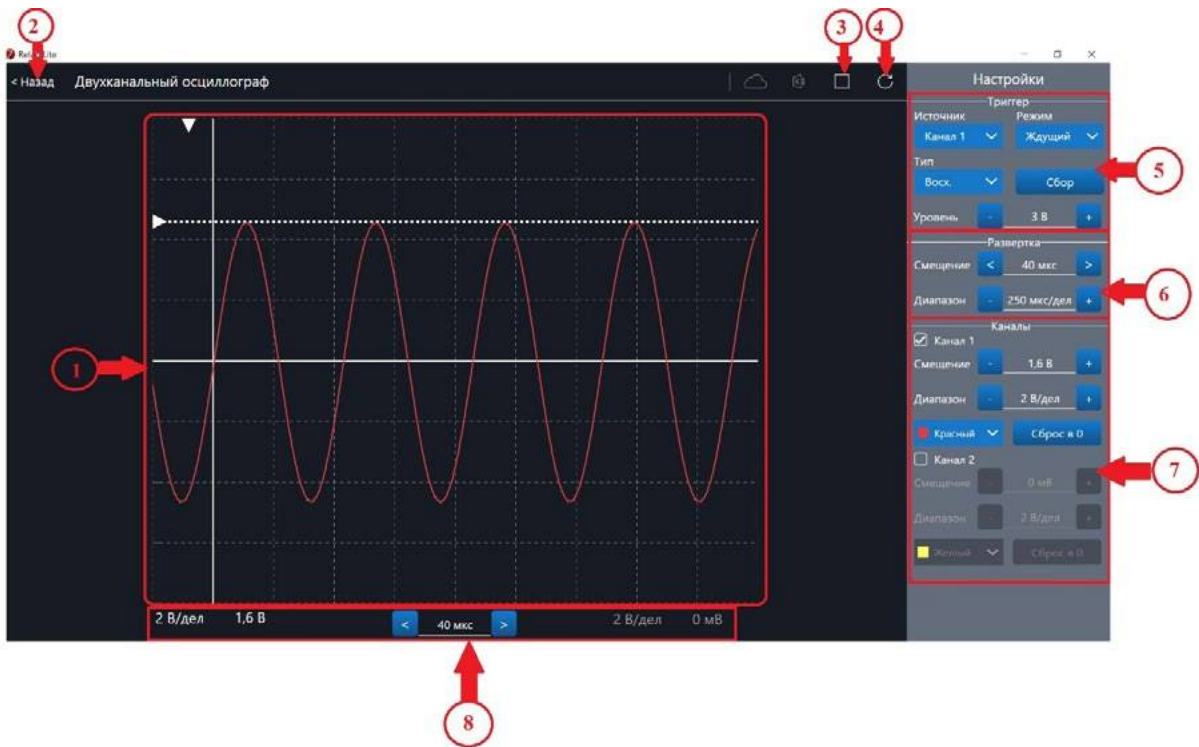 2
3
4
< Назад
Двухканальный осциллограф
Настройки
Триггер
Источник
Режим
Канал 1
Ждущий
Тип
5
Восх.
Сбор
Уровень
-
3 В
+
Развертка
Смещение
<
40 мкс
>
6
Диапазон
-
250 мкс/дел
+
Каналы
Канал 1
1
Смещение
-
1,6 В
+
Диапазон
-
2 В/дел
+
Красный
Сброс в 0
Канал 2
7
Смещение
-
0 мВ
+
Диапазон
-
2 В/дел
+
Желтый
Сброс в 0
2 В/дел
1,6 В
<
40 мкс
>
2 В/дел
0 мВ
8